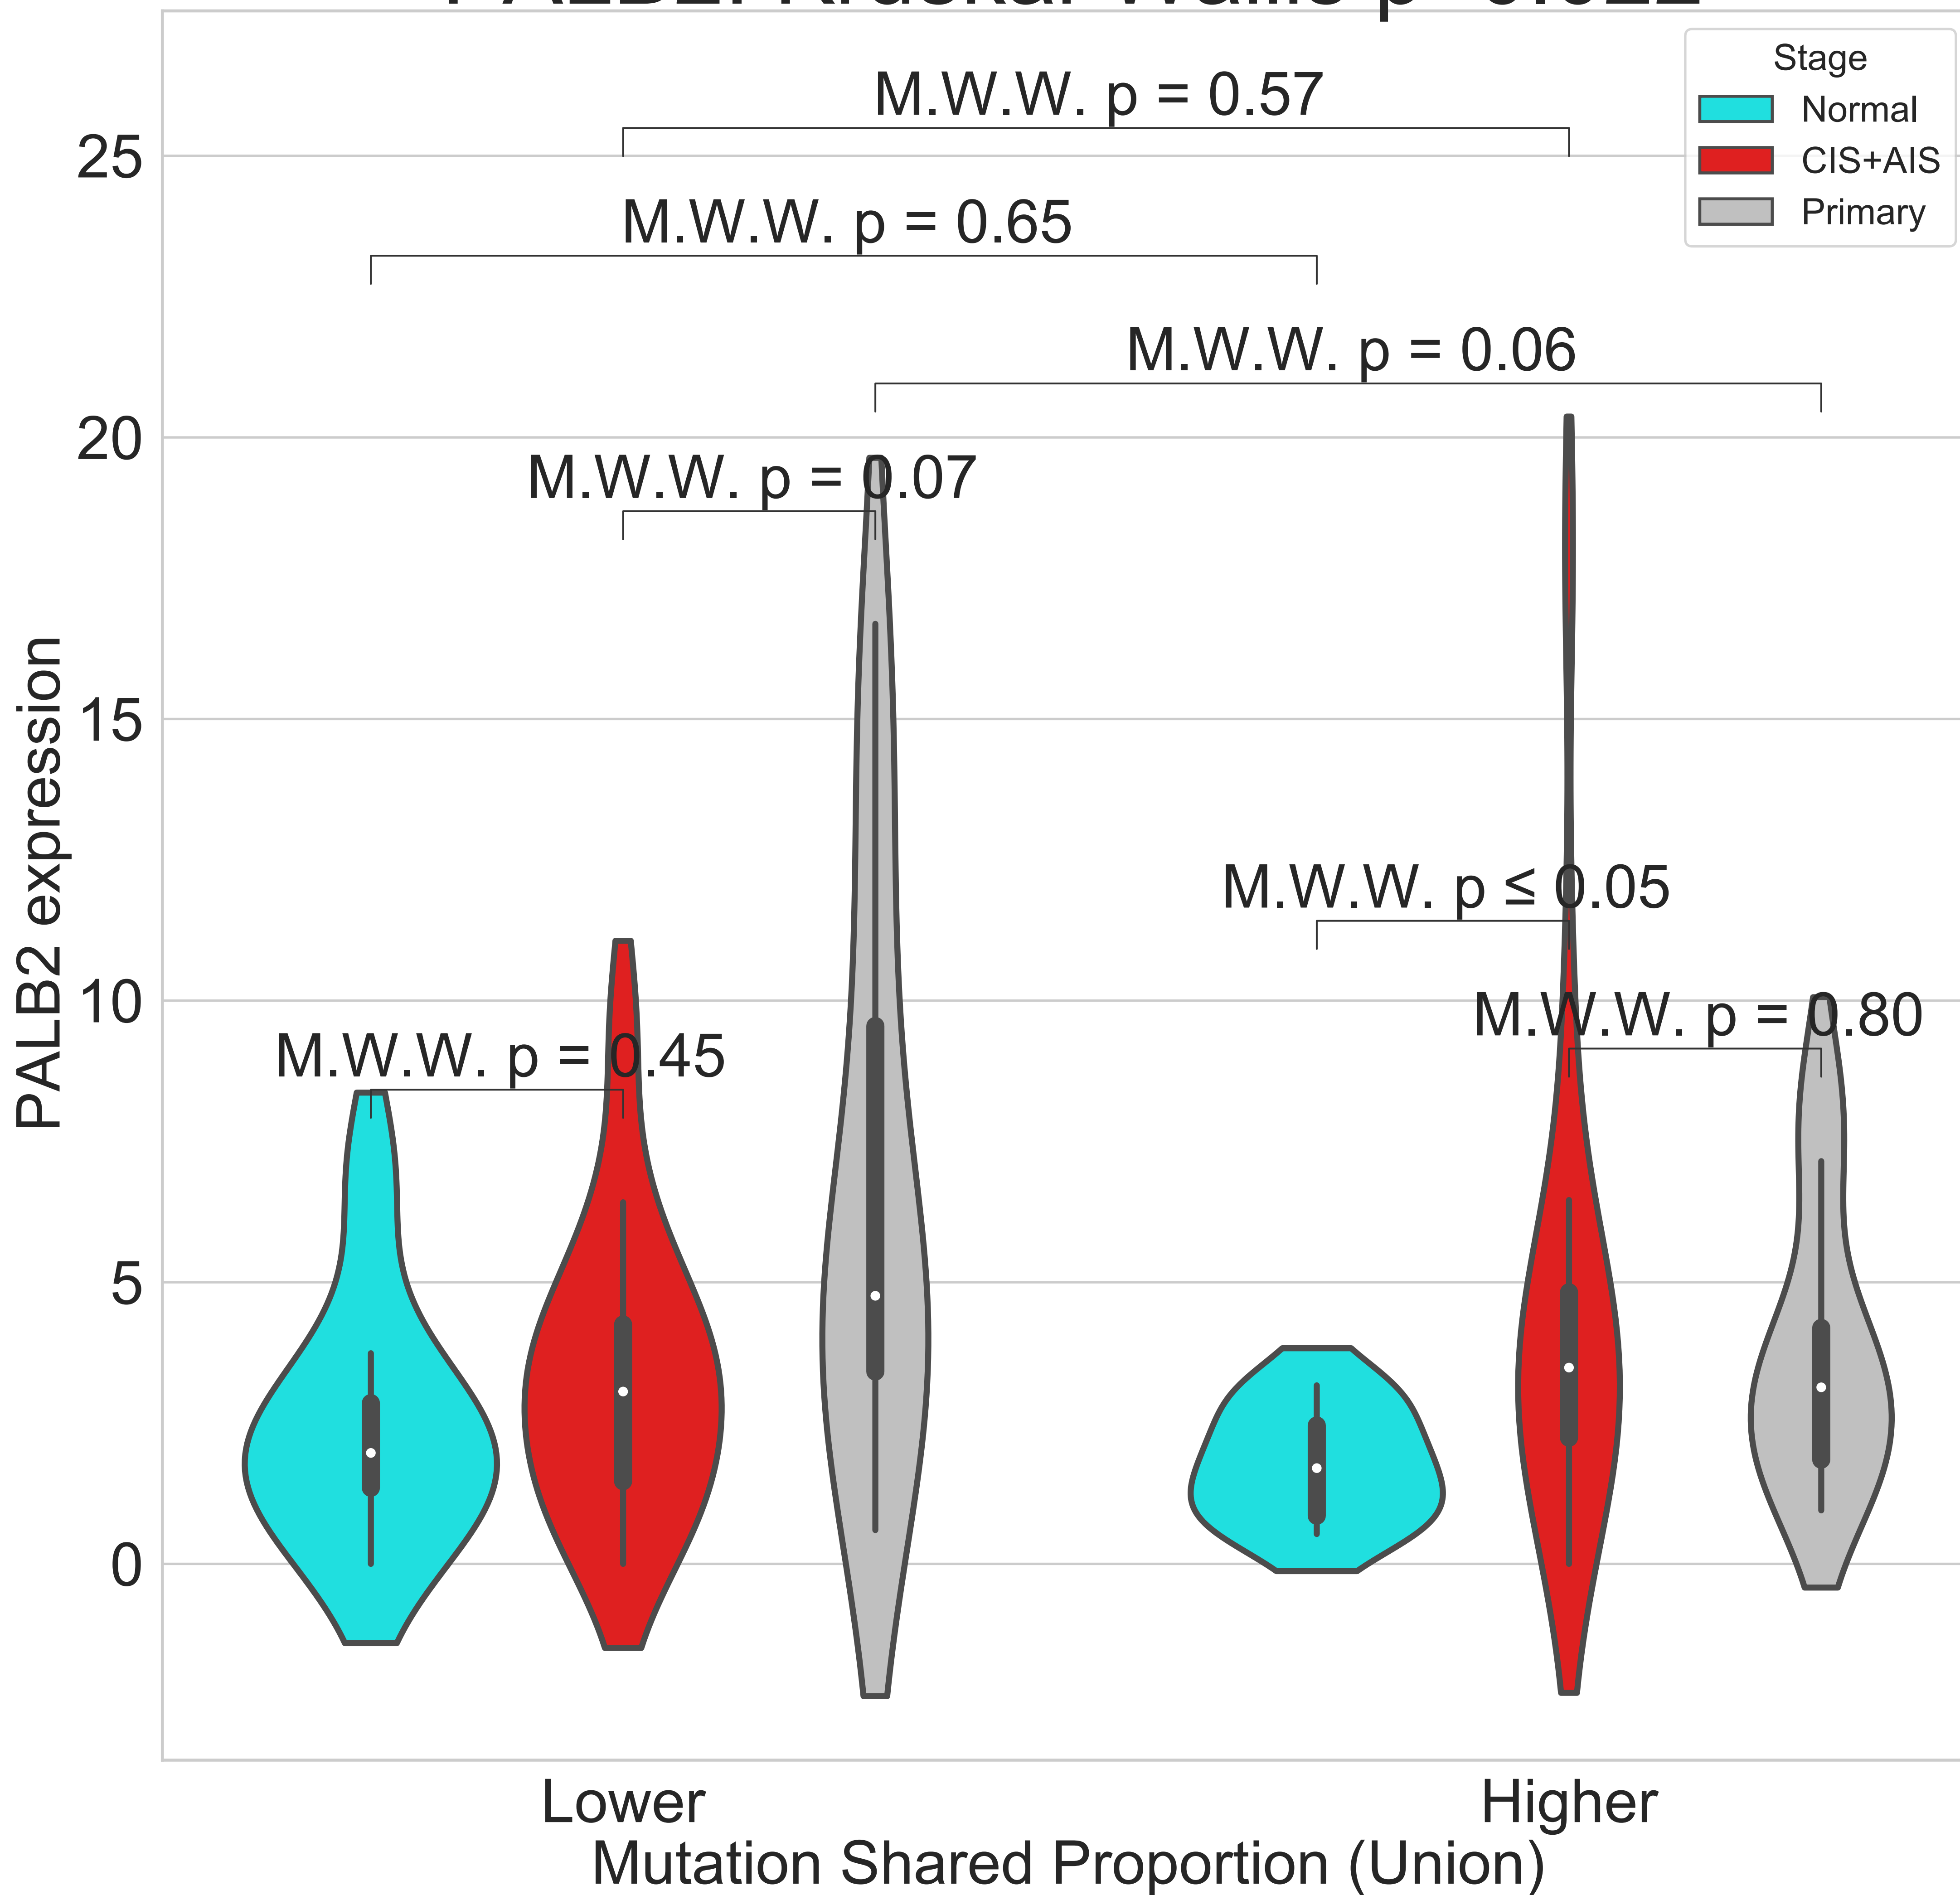 Stage
Normal
CIS+AIS
Primary
M.W.W. p = 0.57
25
M.W.W. p = 0.65
M.W.W. p = 0.06
20
M.W.W. p = 0.07
15
M.W.W. p ≤ 0.05
10
M.W.W. p = 0.80
M.W.W. p = 0.45
5
0
PALB2 expression
Lower
Higher
Mutation Shared Proportion (Union)